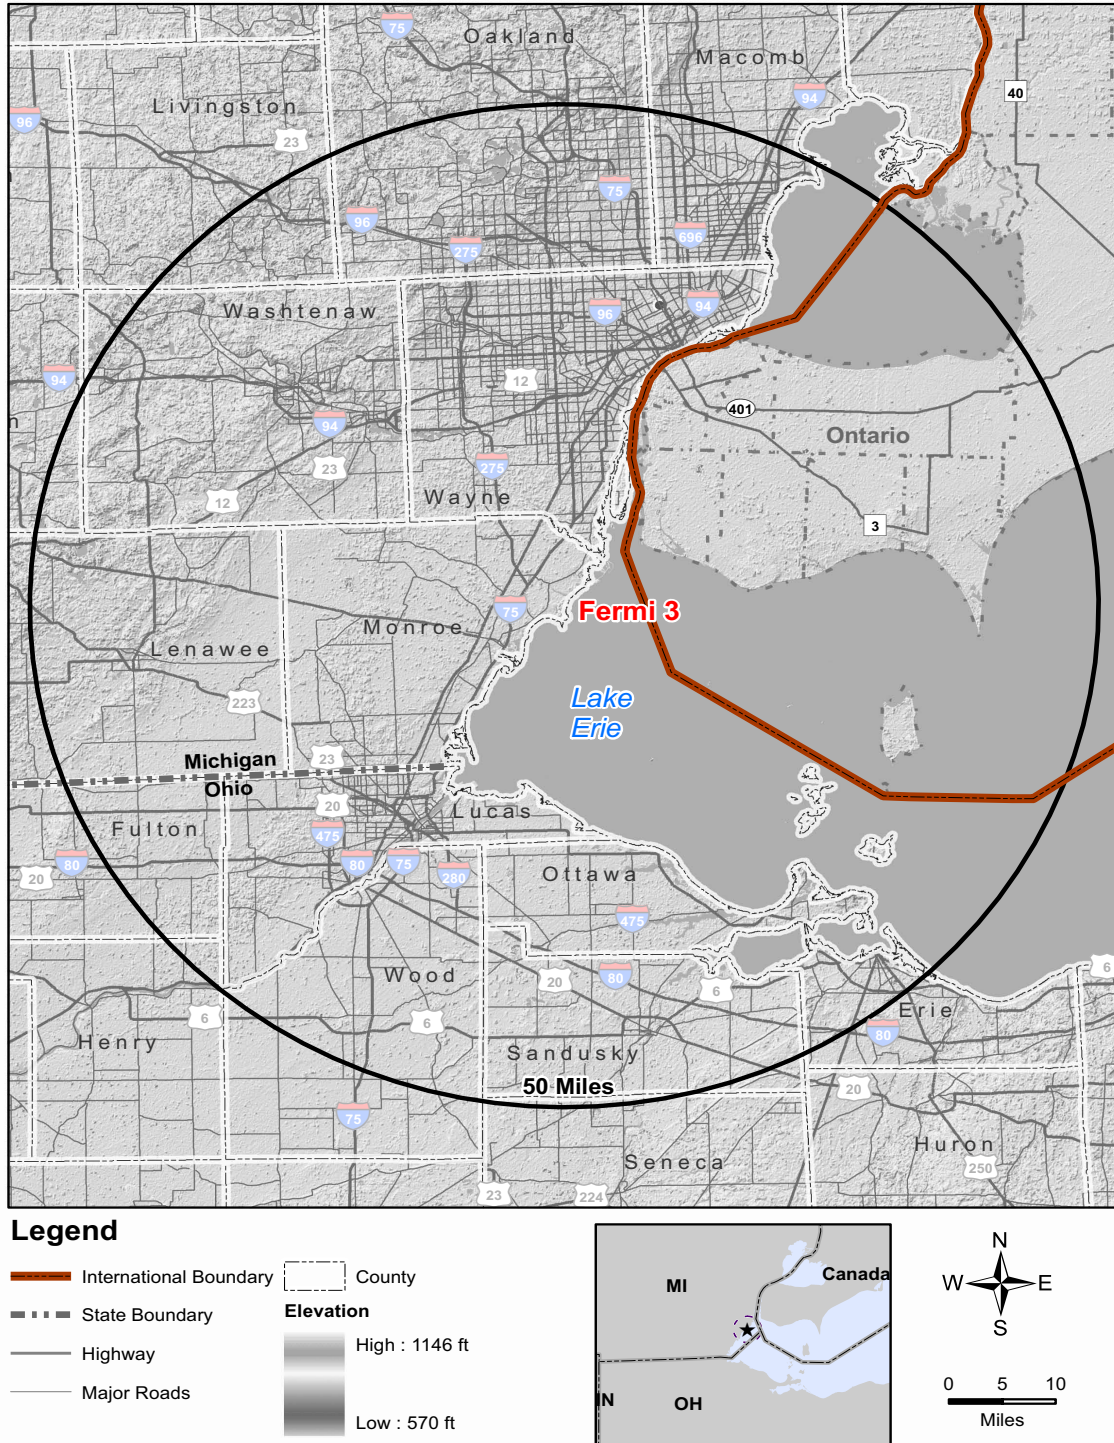 75
Oakland
Macomb
94
40
Livingston
96
23
75
96
696
275
Washtenaw
96
94
94
12
401
94
Ontario
23
275
12
Wayne
3
75
Fermi 3
Monroe
Lenawee
223
Lake
Erie
Michigan
23
Ohio
20
Lucas
Fulton
475
80
80
75
280
20
Ottawa
475
Wood
20
80
6
6
6
6
Erie
80
Henry
Sandusky
50 Miles
20
75
Huron
Seneca
250
23
224
n
Legend
International Boundary
County
State Boundary
Elevation
Highway
High : 1146 ft
Major Roads
Low : 570 ft
MI
Canada
IN
OH
N
W
E
S
0 5 10
Miles